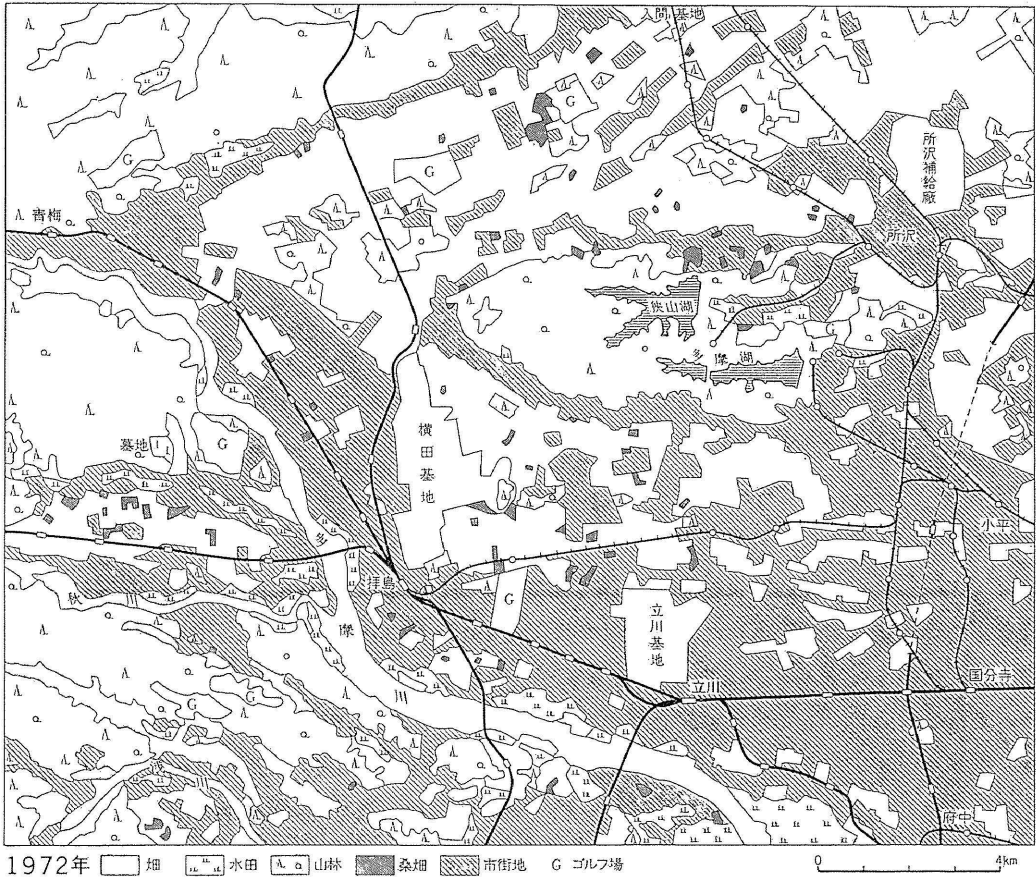 入間基地
G
G
G
所沢補給廠
青梅
所沢
狭山湖
G
多摩湖
横田基地
墓地
G
小平
多摩川
拝島
秋川
G
立川基地
国分寺
立川
G
川
府中
1972年 畑 水田 山林 桑畑 市街地 G ゴルフ場
0 4km